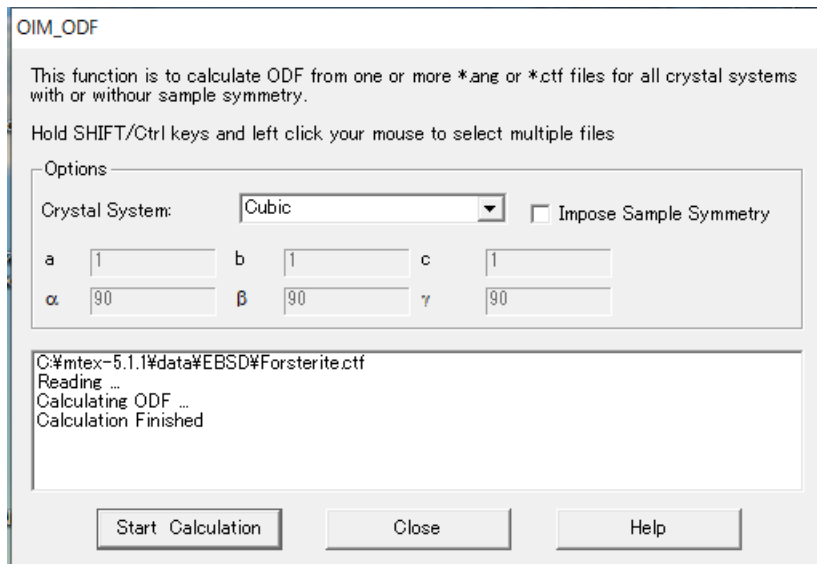 OIM_ODF
This function is to calculate ODF from one or more *.ang or *.ctf files for all crystal systems
with or withour sample symmetry.
Hold SHIFT/Ctrl keys and left click your mouse to select multiple files
Options
Crystal System: Cubic Impose Sample Symmetry
a 1 b 1 c 1
α 90 β 90 γ 90
C:¥mtex-5.1.1¥data¥EBSD¥Forsterite.ctf
Reading ...
Calculating ODF ...
Calculation Finished
Start Calculation Close Help